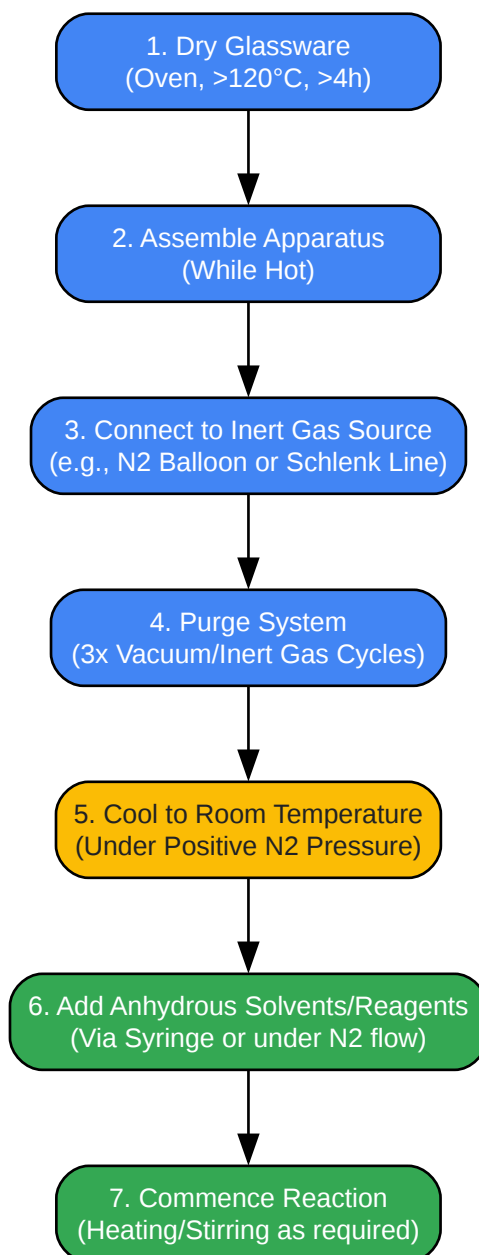 1. Dry Glassware
(Oven, >120°C, >4h)
2. Assemble Apparatus
(While Hot)
3. Connect to Inert Gas Source
(e.g., N2 Balloon or Schlenk Line)
4. Purge System
(3x Vacuum/Inert Gas Cycles)
5. Cool to Room Temperature
(Under Positive N2 Pressure)
6. Add Anhydrous Solvents/Reagents
(Via Syringe or under N2 flow)
7. Commence Reaction
(Heating/Stirring as required)